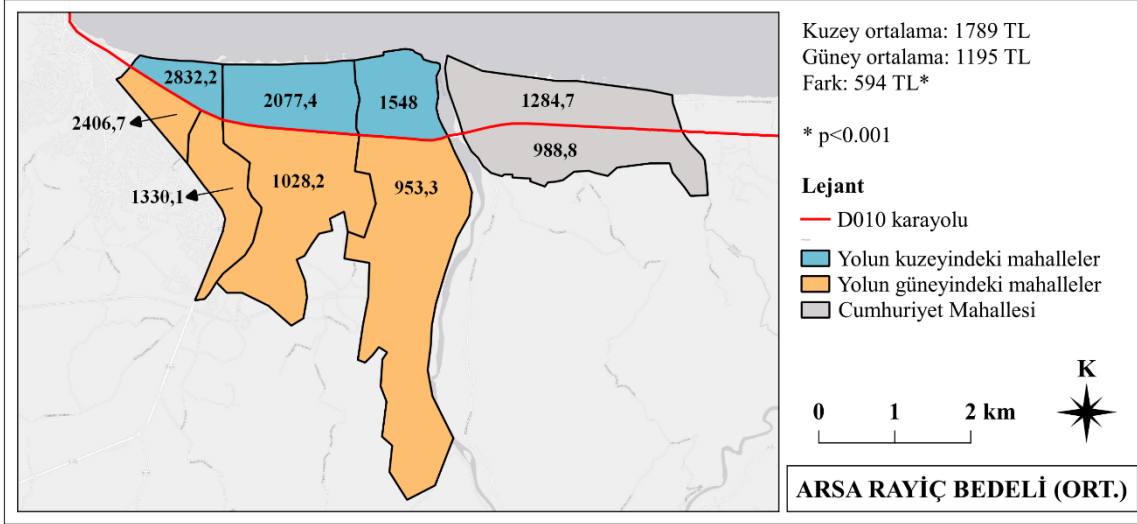 Kuzey ortalama: 1789 TL
Güney ortalama: 1195 TL
Fark: 594 TL*
* p<0.001
Lejant
D010 karayolu
Yolun kuzeyindeki mahalleler
Yolun güneyindeki mahalleler
Cumhuriyet Mahallesi
2832,2
2077,4
1548
1284,7
2406,7
988,8
1330,1
1028,2
953,3
K
0 1 2 km
ARSA RAYİÇ BEDELİ (ORT.)